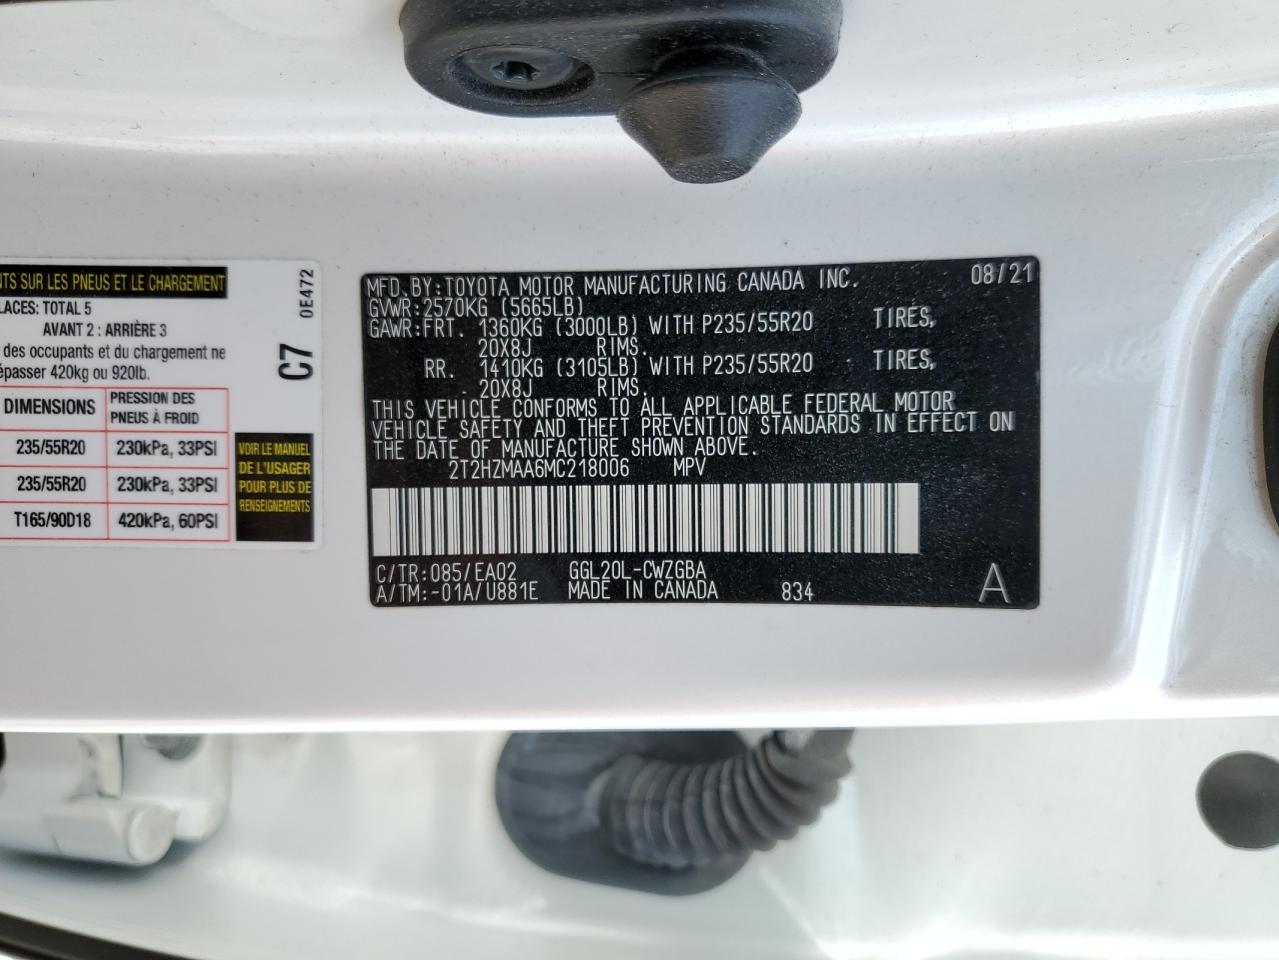 NTS SUR LES PNEUS ET LE CHARGEMENT
LACES: TOTAL 5
AVANT 2 : ARRIÈRE 3
des occupants et du chargement ne
épasser 420kg ou 920lb.
DIMENSIONS
PRESSION DES
PNEUS À FROID
235/55R20
230kPa, 33PSI
235/55R20
230kPa, 33PSI
T165/90D18
420kPa, 60PSI
VOIR LE MANUEL
DE L'USAGER
POUR PLUS DE
RENSEIGNEMENTS
C7
0E472
MFD.BY:TOYOTA MOTOR MANUFACTURING CANADA INC. 08/21
GVWR:2570KG (5665LB)
GAWR:FRT. 1360KG (3000LB) WITH P235/55R20 TIRES,
20X8J RIMS.
RR. 1410KG (3105LB) WITH P235/55R20 TIRES,
20X8J RIMS.
THIS VEHICLE CONFORMS TO ALL APPLICABLE FEDERAL MOTOR
VEHICLE SAFETY AND THEFT PREVENTION STANDARDS IN EFFECT ON
THE DATE OF MANUFACTURE SHOWN ABOVE.
2T2HZMAA6MC218006 MPV
C/TR:085/EA02 GGL20L-CWZGBA
A/TM:-01A/U881E MADE IN CANADA 834 A